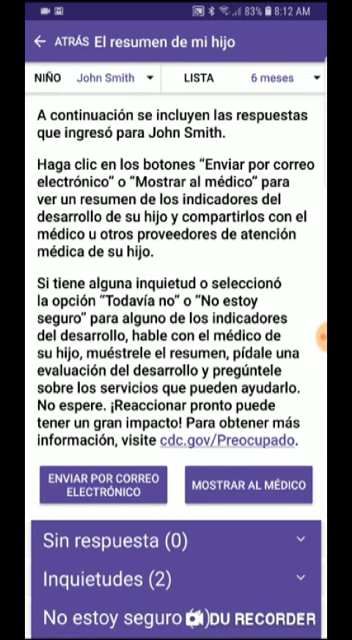 83% 8:12 AM
ATRÁS El resumen de mi hijo
NIÑO John Smith LISTA 6 meses
A continuación se incluyen las respuestas
que ingresó para John Smith.
Haga clic en los botones “Enviar por correo
electrónico” o “Mostrar al médico” para
ver un resumen de los indicadores del
desarrollo de su hijo y compartirlos con el
médico u otros proveedores de atención
médica de su hijo.
Si tiene alguna inquietud o seleccionó
la opción “Todavía no” o “No estoy
seguro” para alguno de los indicadores
del desarrollo, hable con el médico de
su hijo, muéstrele el resumen, pídale una
evaluación del desarrollo y pregúntele
sobre los servicios que pueden ayudarlo.
No espere. ¡Reaccionar pronto puede
tener un gran impacto! Para obtener más
información, visite cdc.gov/Preocupado.
ENVIAR POR CORREO
ELECTRÓNICO
MOSTRAR AL MÉDICO
Sin respuesta (0)
Inquietudes (2)
No estoy seguro DU RECORDER